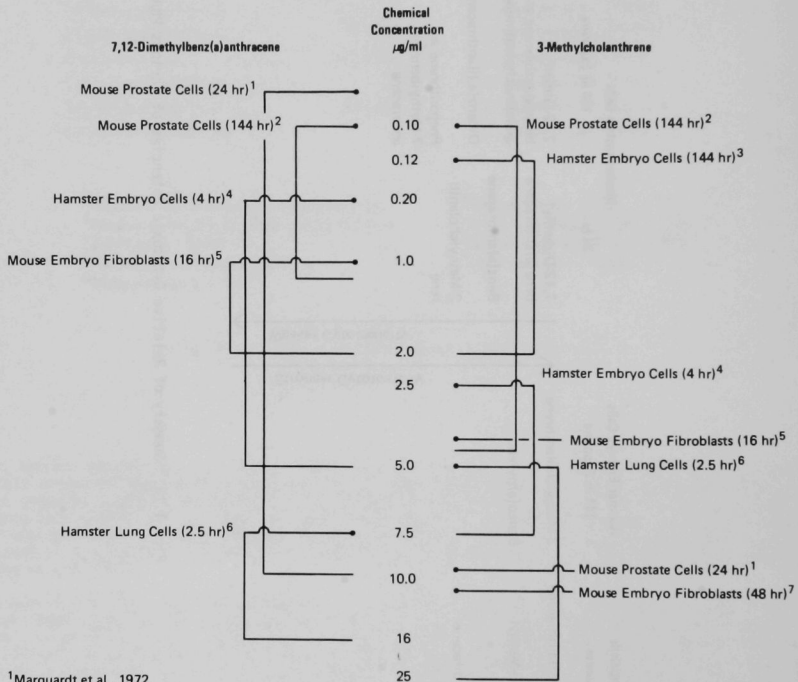 Chemical
Concentration
µg/ml
7,12-Dimethylbenz(a)anthracene
3-Methylcholanthrene
Mouse Prostate Cells (24 hr)1
Mouse Prostate Cells (144 hr)2
0.10
Mouse Prostate Cells (144 hr)2
0.12
Hamster Embryo Cells (144 hr)3
Hamster Embryo Cells (4 hr)4
0.20
Mouse Embryo Fibroblasts (16 hr)5
1.0
2.0
Hamster Embryo Cells (4 hr)4
2.5
Mouse Embryo Fibroblasts (16 hr)5
5.0
Hamster Lung Cells (2.5 hr)6
Hamster Lung Cells (2.5 hr)6
7.5
Mouse Prostate Cells (24 hr)1
10.0
Mouse Embryo Fibroblasts (48 hr)7
16
25
1Marquardt et al., 1972